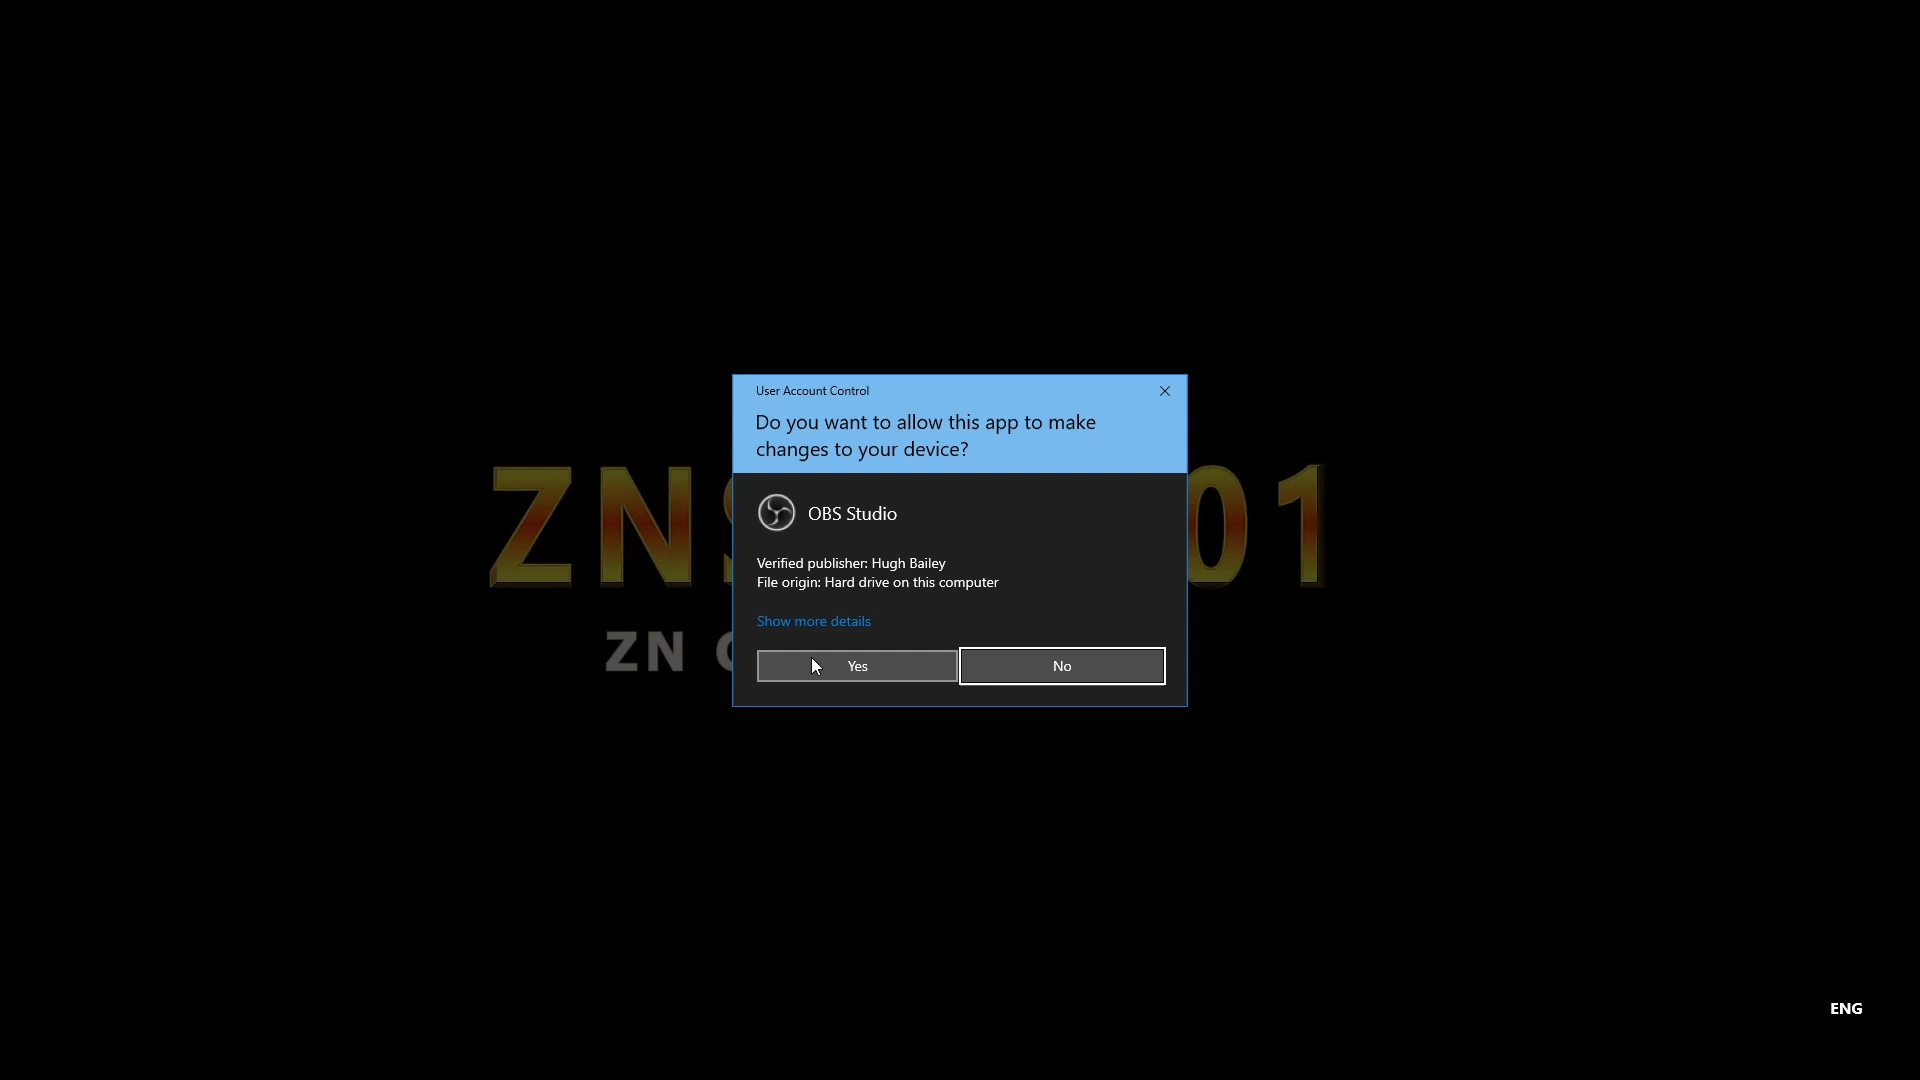 User Account Control
Do you want to allow this app to make
changes to your device?
OBS Studio
Verified publisher: Hugh Bailey
File origin: Hard drive on this computer
Show more details
Yes
No
ZN
ENG